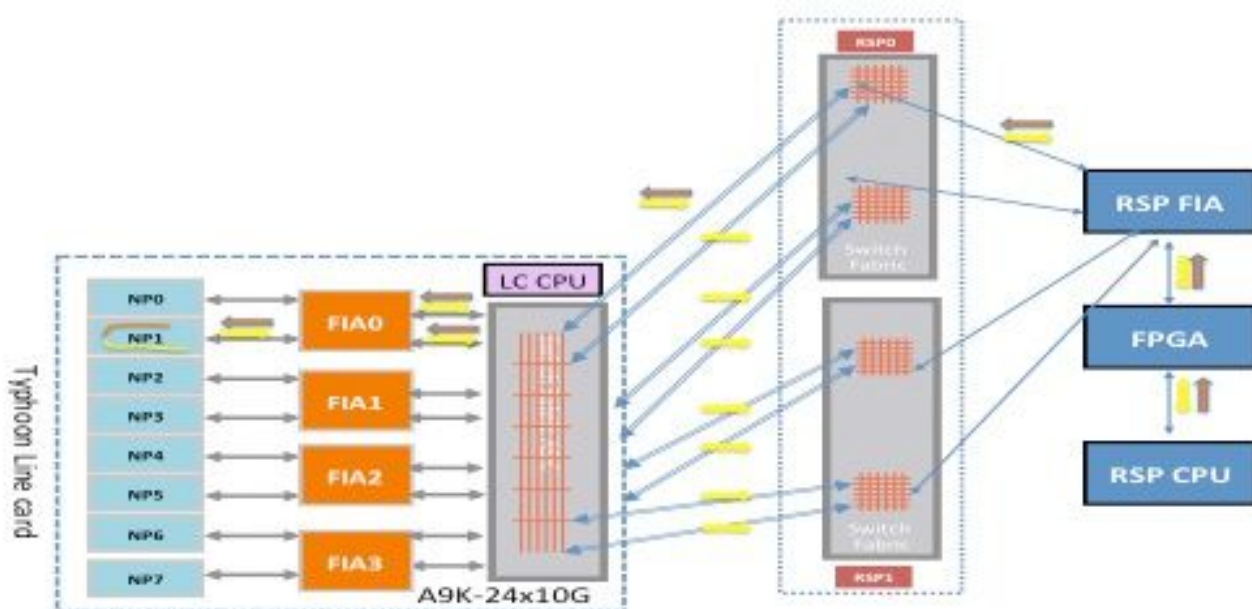 RSP0
RSP FIA
Switch
Fabric
LC CPU
NP0
FIA0
NP1
FPGA
NP2
FIA1
NP3
NP4
FIA2
NP5
RSP CPU
NP6
Switch
Fabric
FIA3
NP7
RSP1
A9K-24x10G
Typhoon Line card